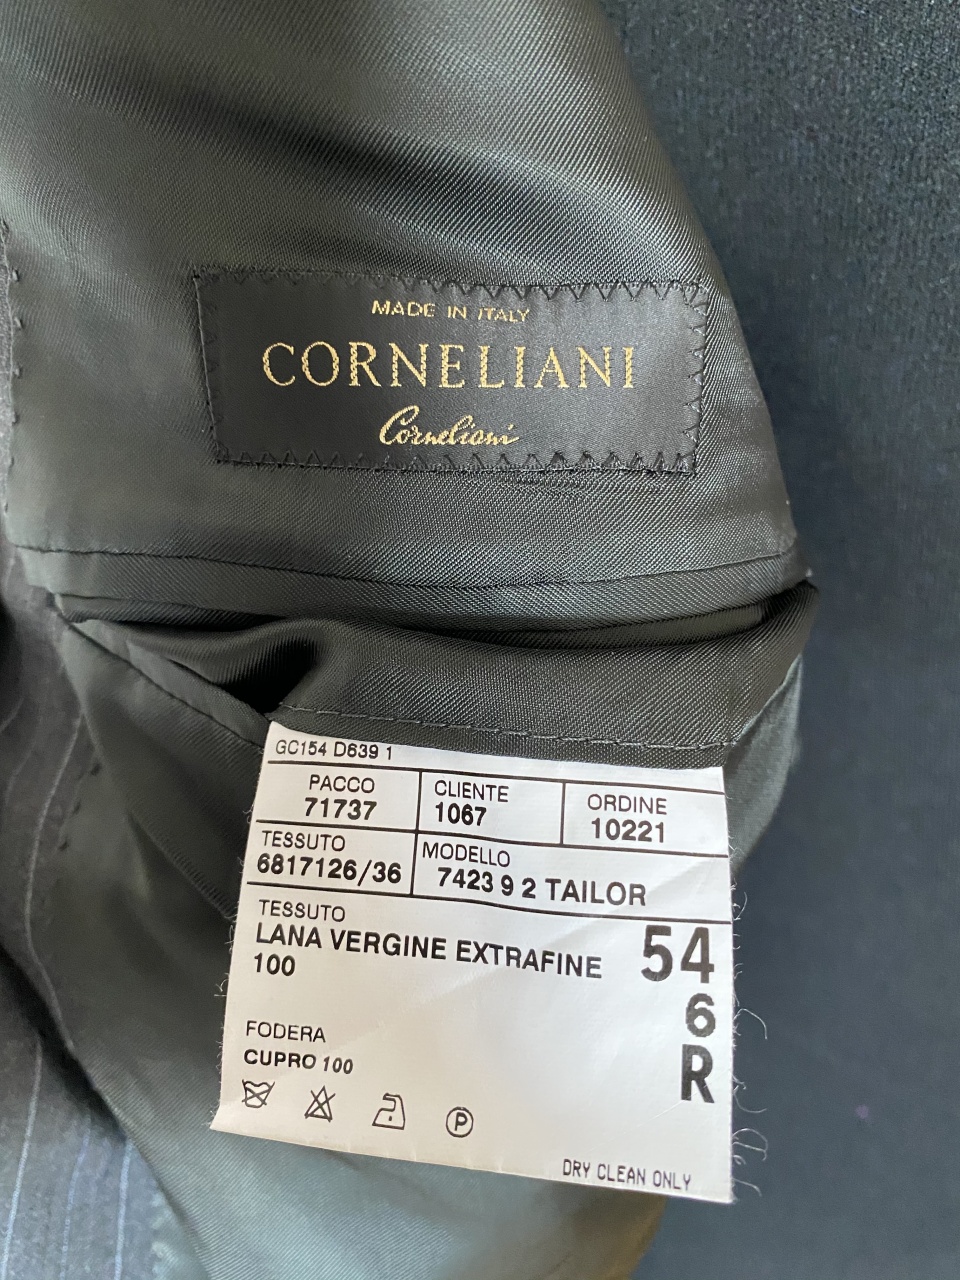 MADE IN ITALY
CORNELIANI
Corneliani
GC154 D639 1
PACCO
71737
CLIENTE
1067
ORDINE
10221
TESSUTO
6817126/36
MODELLO
7423 9 2 TAILOR
TESSUTO
LANA VERGINE EXTRAFINE
100
54
6
R
FODERA
CUPRO 100
P
DRY CLEAN ONLY